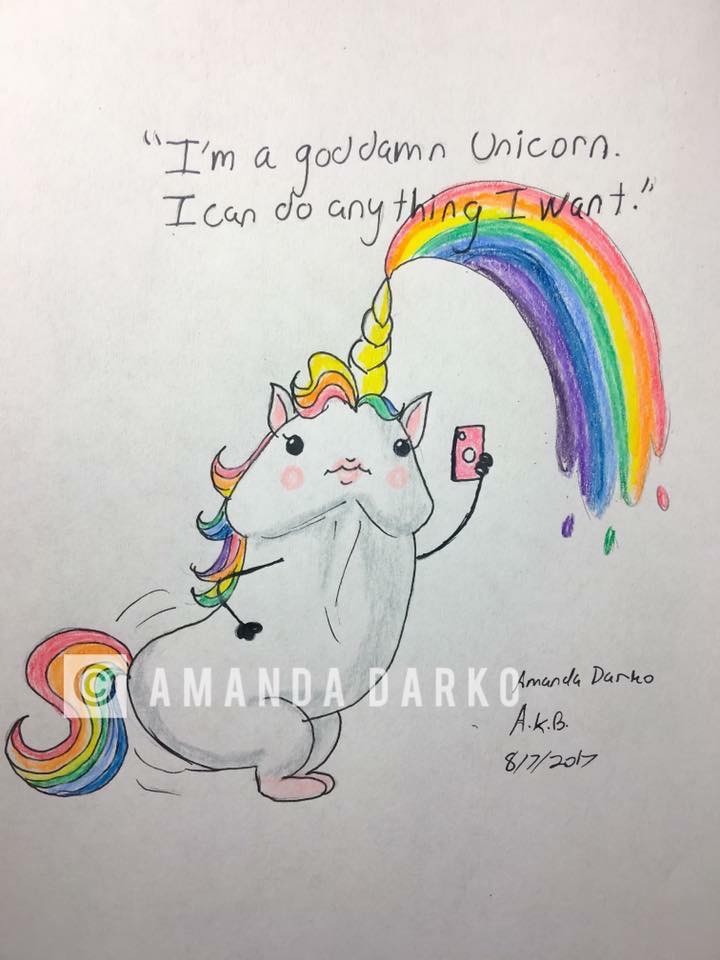 "I'm a goddamn Unicorn.
I can do anything I want."
© AMANDA DARKO
Amanda Darko
A.K.B.
8/7/2017